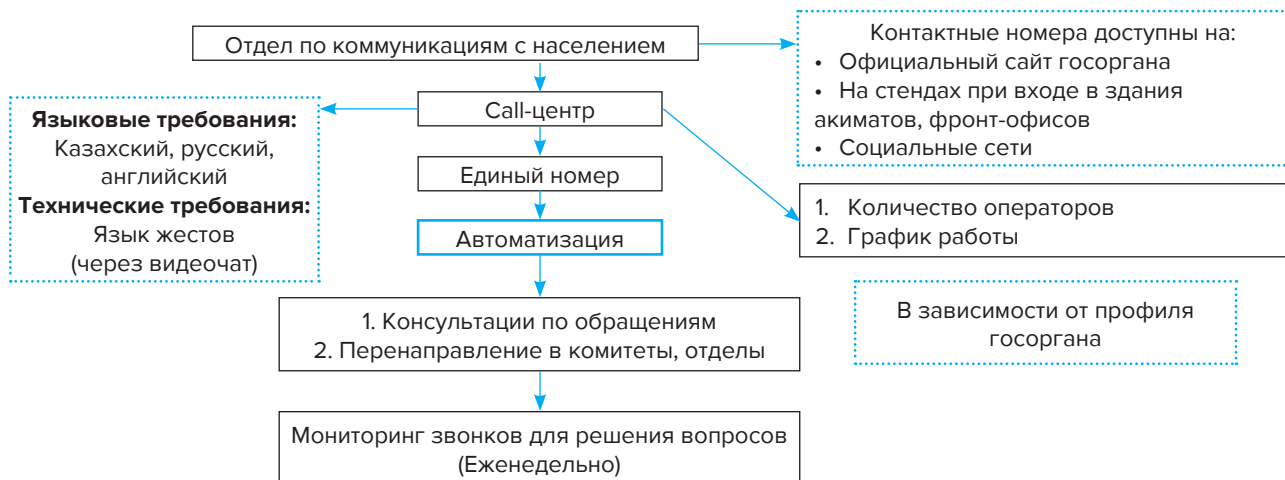 Отдел по коммуникациям с населением
Контактные номера доступны на:
• Официальный сайт госоргана
• На стендах при входе в здания
акиматов, фронт-офисов
• Социальные сети
Call-центр
Языковые требования:
Казахский, русский,
английский
Технические требования:
Язык жестов
(через видеочат)
Единый номер
1. Количество операторов
2. График работы
Автоматизация
1. Консультации по обращениям
2. Перенаправление в комитеты, отделы
В зависимости от профиля
госоргана
Мониторинг звонков для решения вопросов
(Еженедельно)